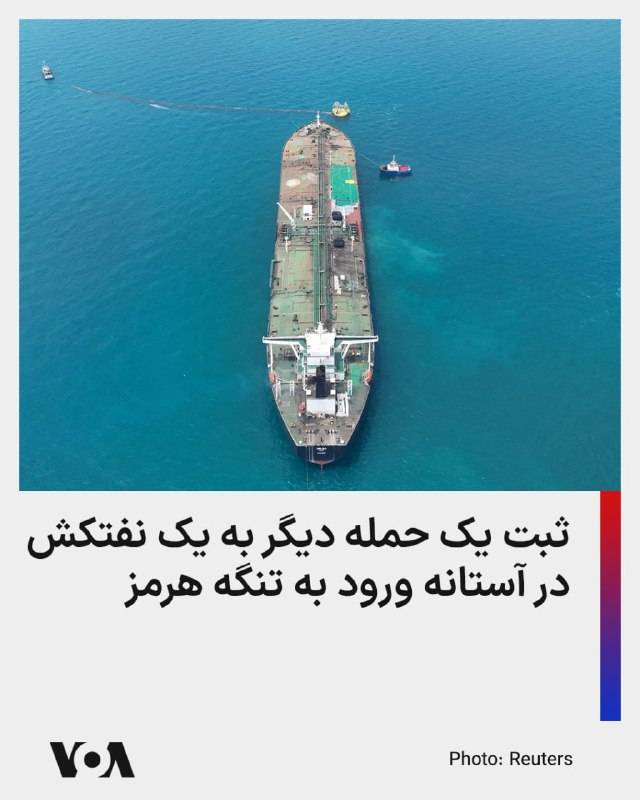 ثبت یک حمله دیگر به یک نفتکش
در آستانه ورود به تنگه هرمز
VOA
Photo: Reuters